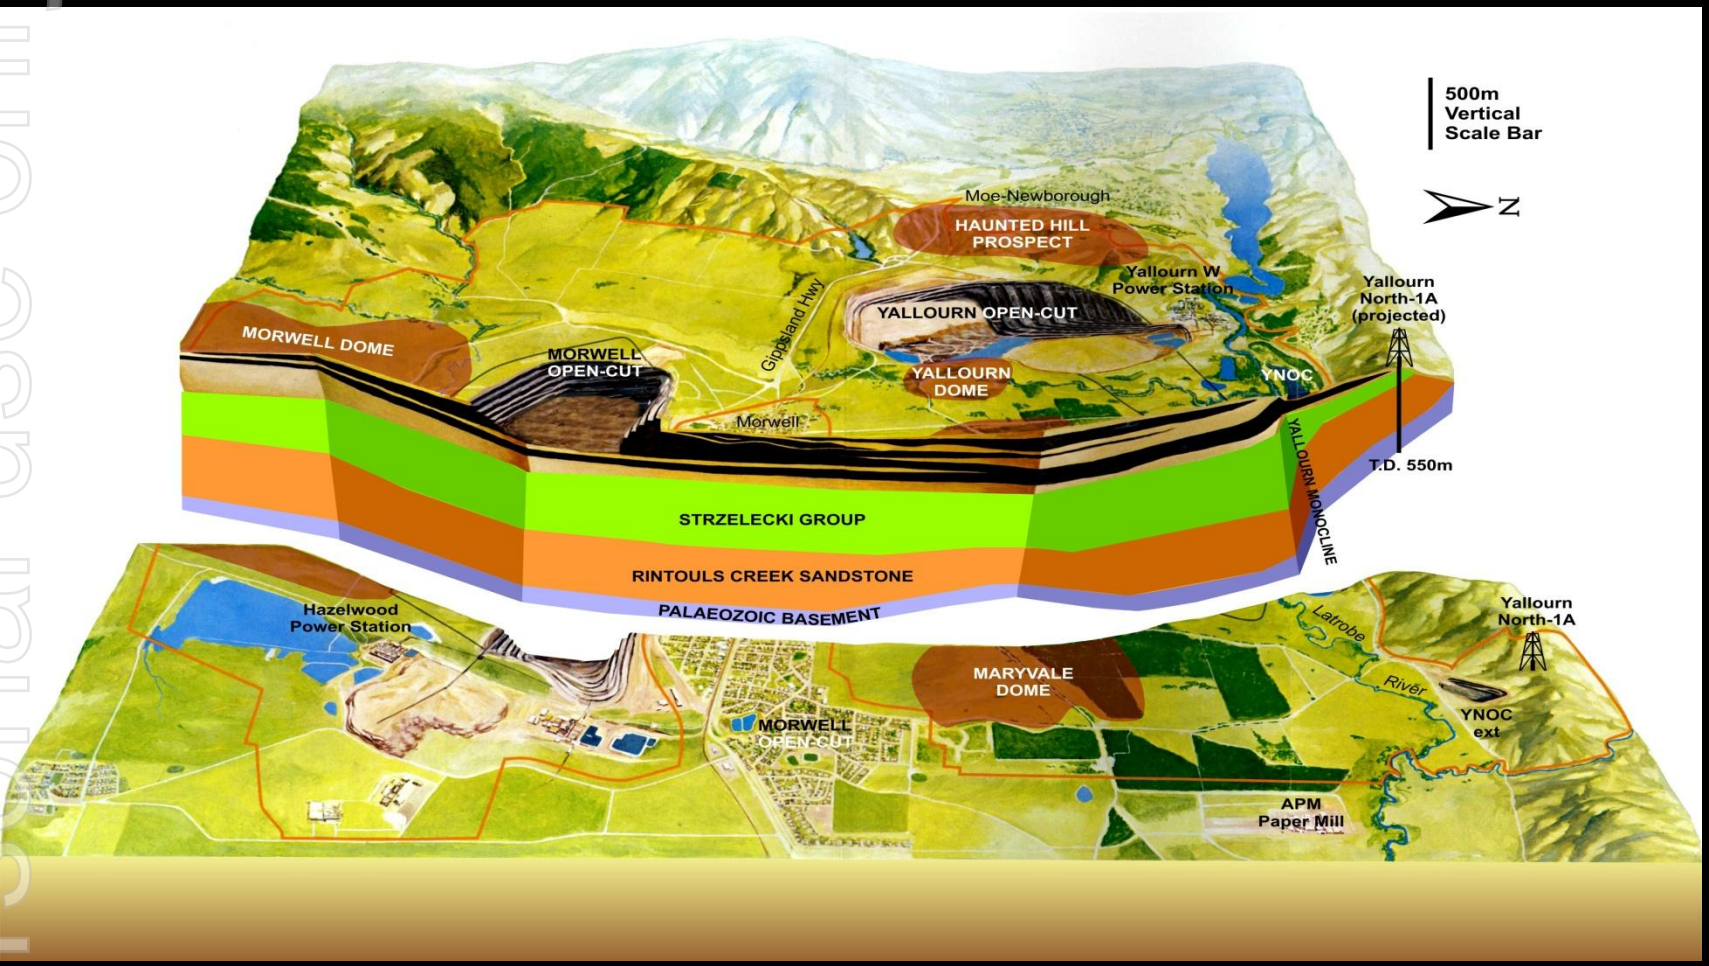 500m
Vertical
Scale Bar
N
Moe-Newborough
HAUNTED HILL
PROSPECT
Yallourn W
Power Station
Yallourn
North-1A
(projected)
YALLOURN OPEN-CUT
Gippsland Hwy
MORWELL DOME
MORWELL
OPEN-CUT
YALLOURN
DOME
YNOC
Morwell
YALLOURN MONOCLINE
T.D. 550m
STRZELECKI GROUP
RINTOULS CREEK SANDSTONE
PALAEOZOIC BASEMENT
Hazelwood
Power Station
Latrobe
River
Yallourn
North-1A
MARYVALE
DOME
YNOC
ext
MORWELL
OPEN-CUT
APM
Paper Mill